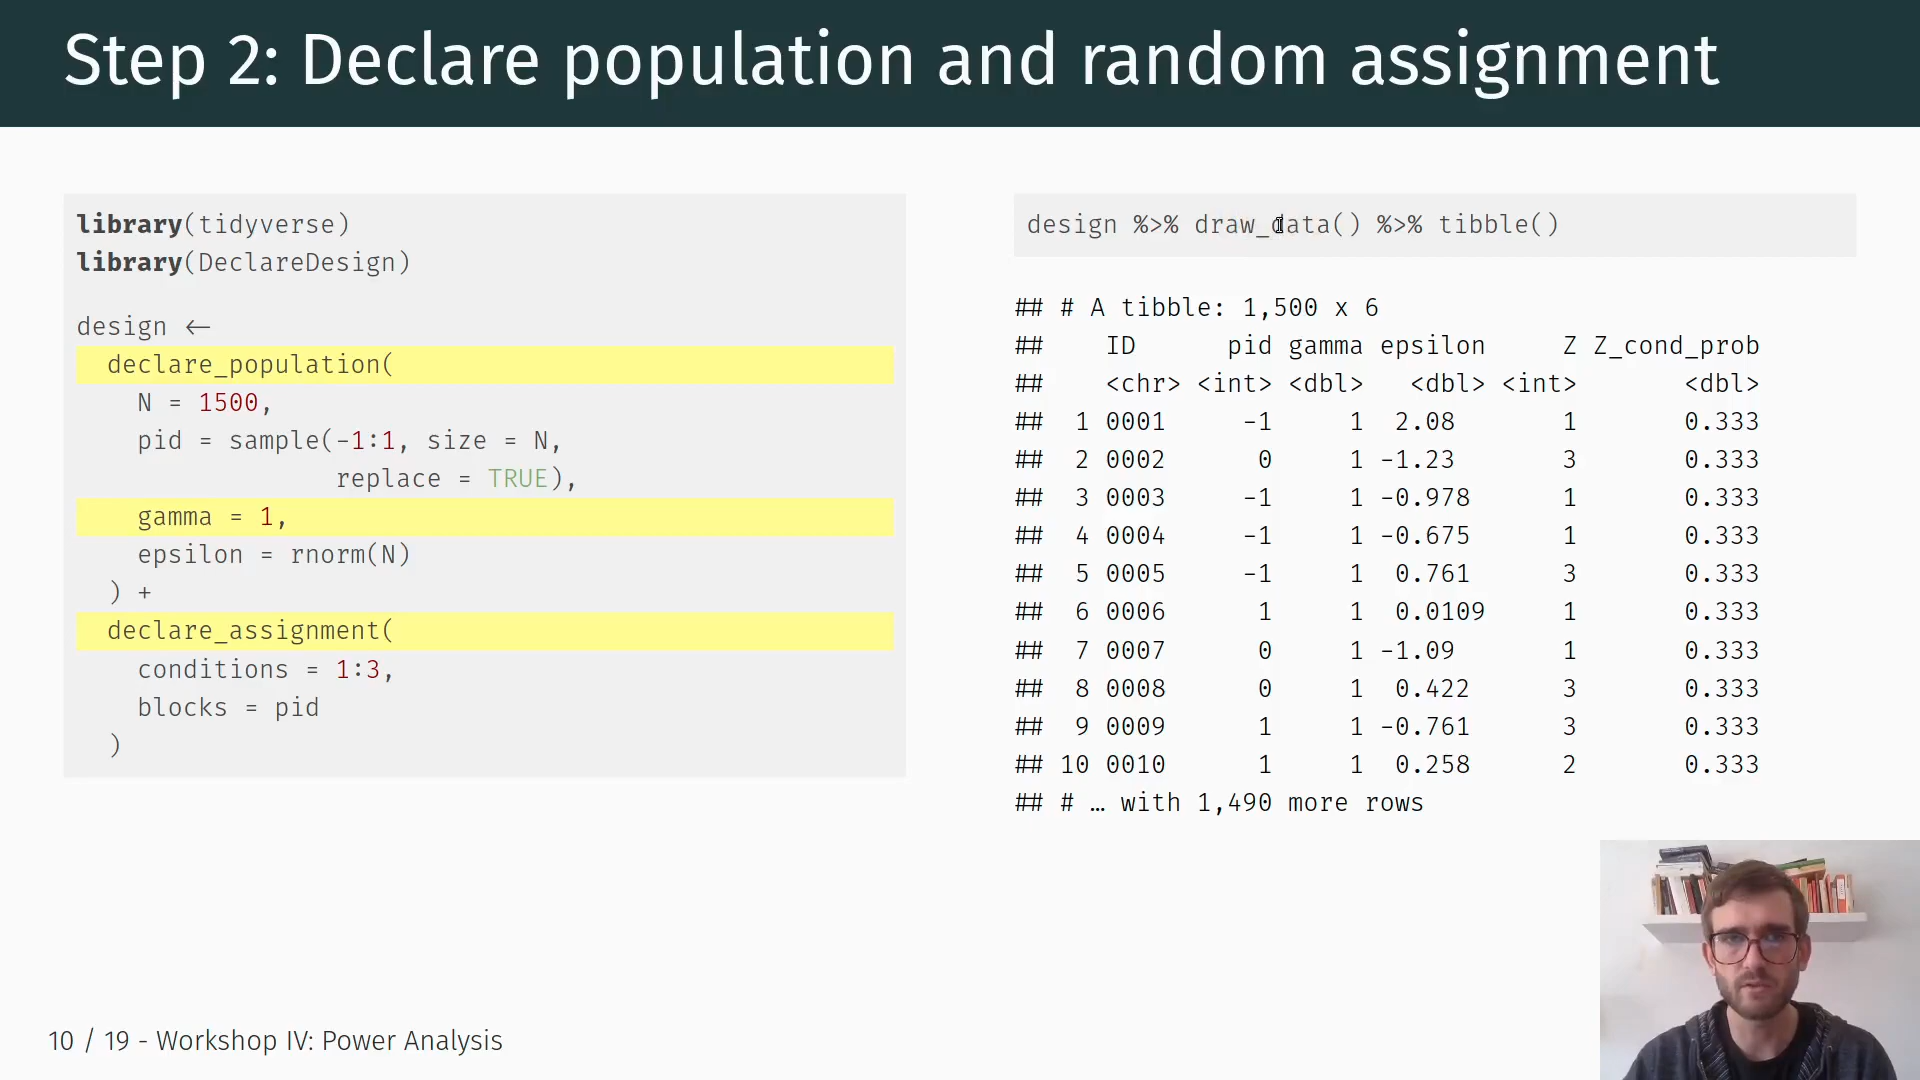 Step 2: Declare population and random assignment
library(tidyverse)
library(DeclareDesign)
design ←
declare_population(
N = 1500,
pid = sample(-1:1, size = N,
replace = TRUE),
gamma = 1,
epsilon = rnorm(N)
) +
declare_assignment(
conditions = 1:3,
blocks = pid
)
design %>% draw_data() %>% tibble()
## # A tibble: 1,500 x 6
## ID pid gamma epsilon Z Z_cond_prob
## <chr> <int> <dbl> <dbl> <int> <dbl>
## 1 0001 -1 1 2.08 1 0.333
## 2 0002 0 1 -1.23 3 0.333
## 3 0003 -1 1 -0.978 1 0.333
## 4 0004 -1 1 -0.675 1 0.333
## 5 0005 -1 1 0.761 3 0.333
## 6 0006 1 1 0.0109 1 0.333
## 7 0007 0 1 -1.09 1 0.333
## 8 0008 0 1 0.422 3 0.333
## 9 0009 1 1 -0.761 3 0.333
## 10 0010 1 1 0.258 2 0.333
## # … with 1,490 more rows
10 / 19 - Workshop IV: Power Analysis